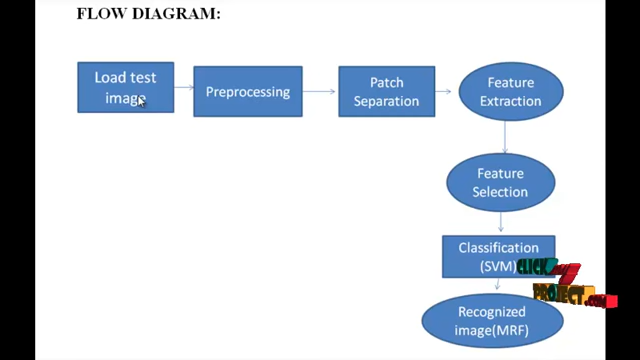 FLOW DIAGRAM:
Load test
image
Preprocessing
Patch
Separation
Feature
Extraction
Feature
Selection
Classification
(SVM)
CLICK
PROJECT.com
Recognized
image(MRF)